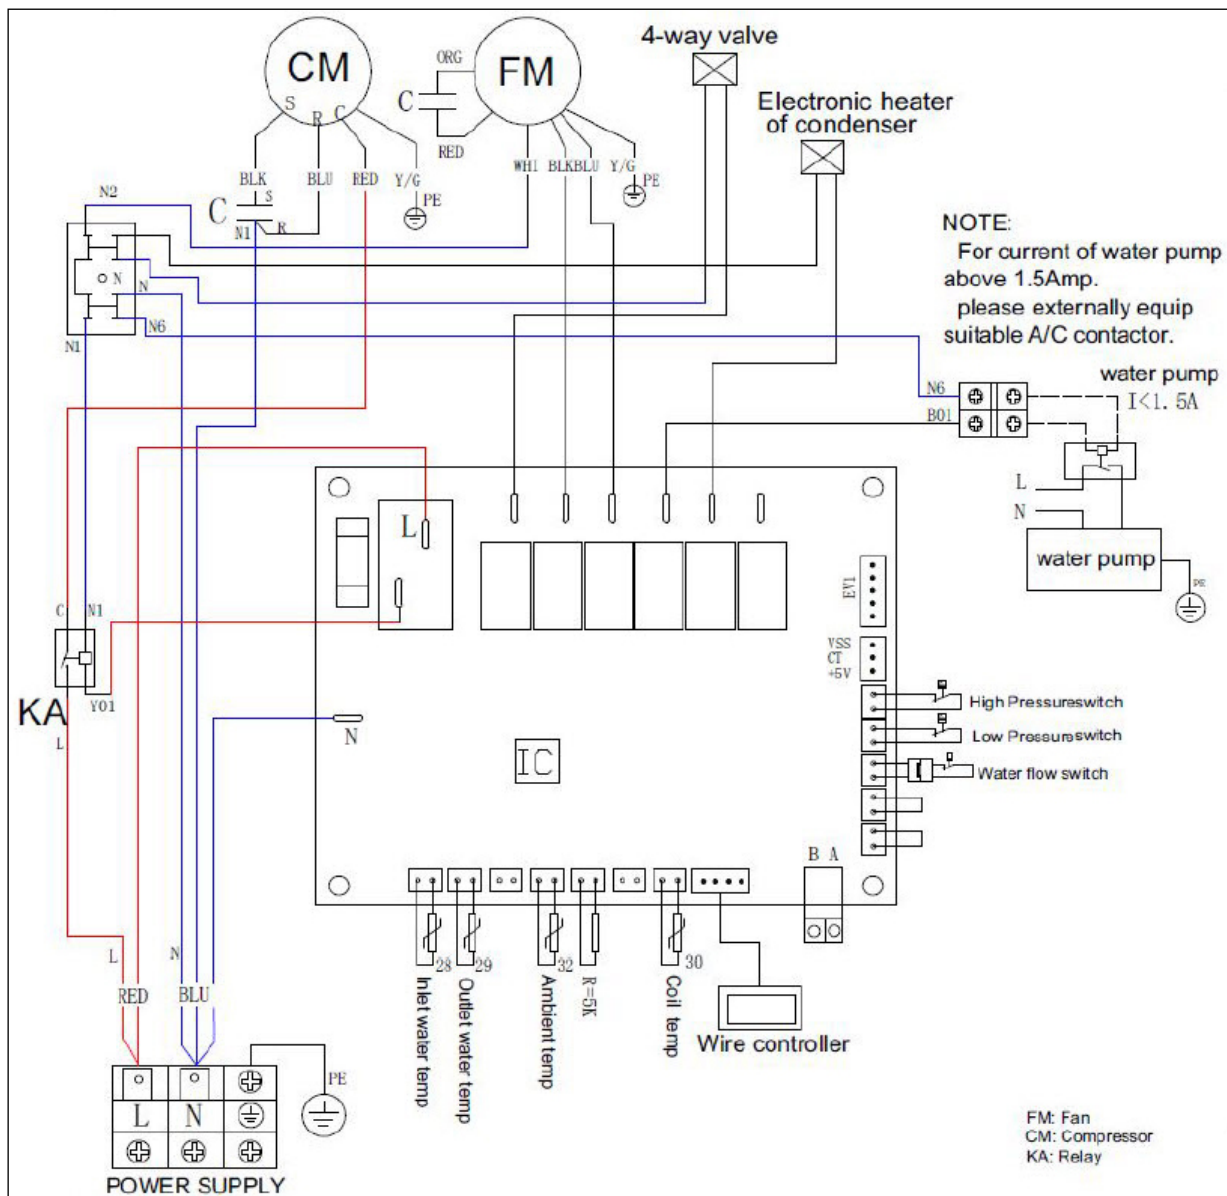 4-way valve
CM
ORG
FM
C
Electronic heater
of condenser
S
R
C
RED
BLK
BLU
RED
Y/G
WHI
BLK
BLU
Y/G
PE
PE
N2
C
S
N1
R
N
N
N6
N1
NOTE:
For current of water pump
above 1.5Amp.
please externally equip
suitable A/C contactor.
water pump
I<1.5A
N6
B01
L
N
water pump
PE
L
EVI
VSS
CT
+5V
C
N1
KA
Y01
L
N
IC
High Pressureswitch
Low Pressureswitch
Water flow switch
B A
28
29
32
30
Inlet water temp
Outlet water temp
Ambient temp
R=5K
Coil temp
Wire controller
L
N
RED
BLU
PE
L
N
POWER SUPPLY
FM: Fan
CM: Compressor
KA: Relay